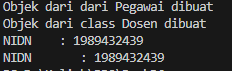 Objek dari dari Pegawai dibuat
Objek dari class Dosen dibuat
NIDN    : 1989432439
NIDN       : 1989432439